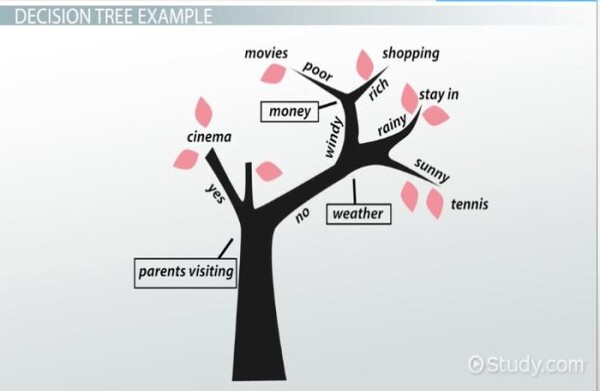 DECISION TREE EXAMPLE
movies
shopping
poor
rich
money
stay in
windy
rainy
cinema
sunny
yes
no
weather
tennis
parents visiting
Study.com